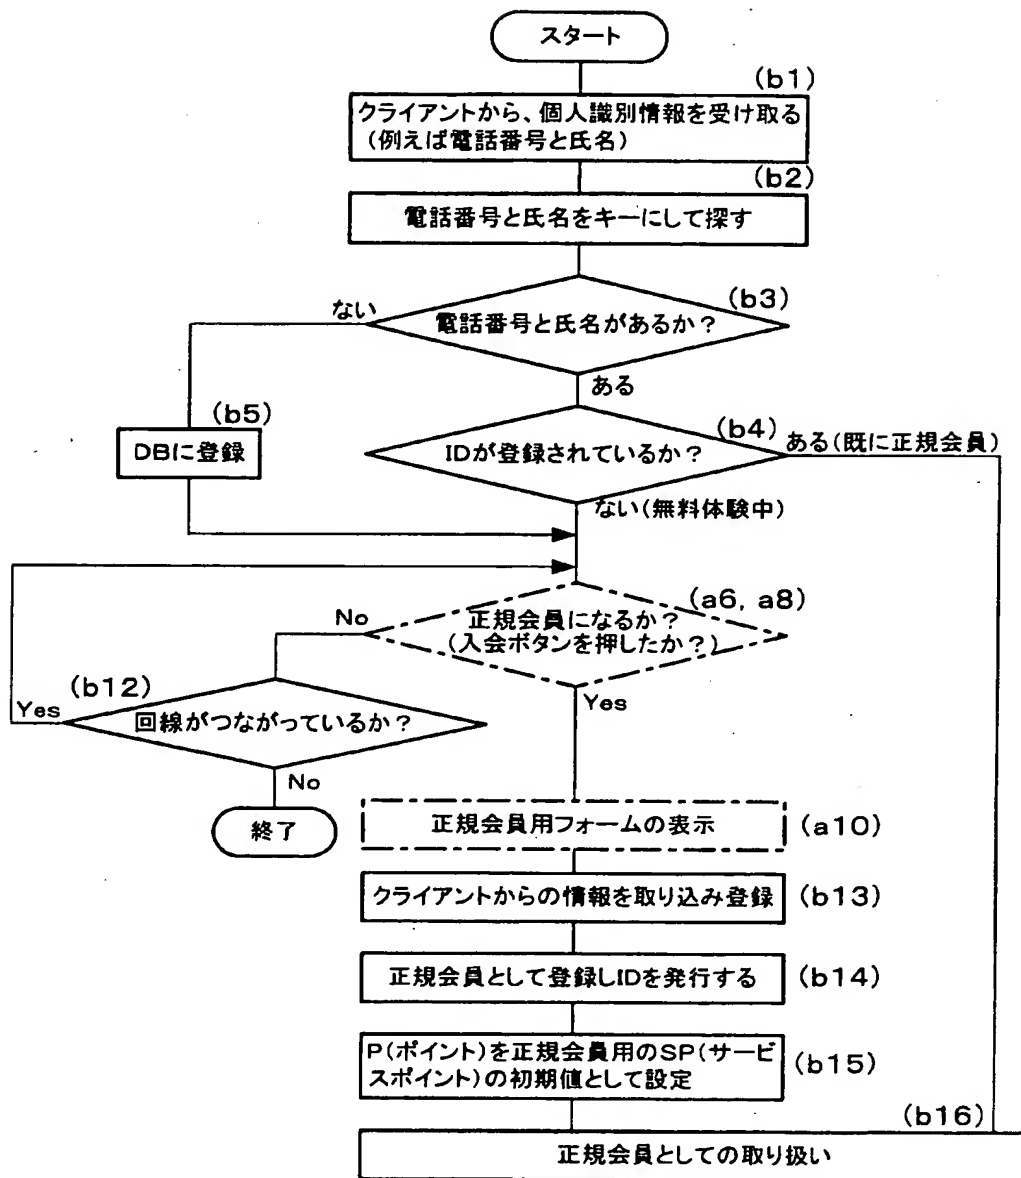 スタート
(b1)
クライアントから、個人識別情報を受け取る
(例えば電話番号と氏名)
(b2)
電話番号と氏名をキーにして探す
(b3)
ない
電話番号と氏名があるか？
ある
(b5)
(b4)
DBに登録
IDが登録されているか？
ある(既に正規会員)
ない(無料体験中)
(a6, a8)
No
正規会員になるか？
(入会ボタンを押したか？)
(b12)
Yes
Yes
回線がつながっているか？
No
終了
正規会員用フォームの表示
(a10)
クライアントからの情報を取り込み登録
(b13)
正規会員として登録しIDを発行する
(b14)
P(ポイント)を正規会員用のSP(サービ
スポイント)の初期値として設定
(b15)
(b16)
正規会員としての取り扱い